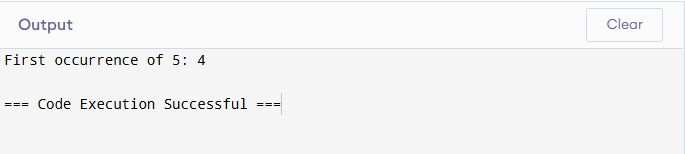 Output
Clear
First occurrence of 5: 4
=== Code Execution Successful ===